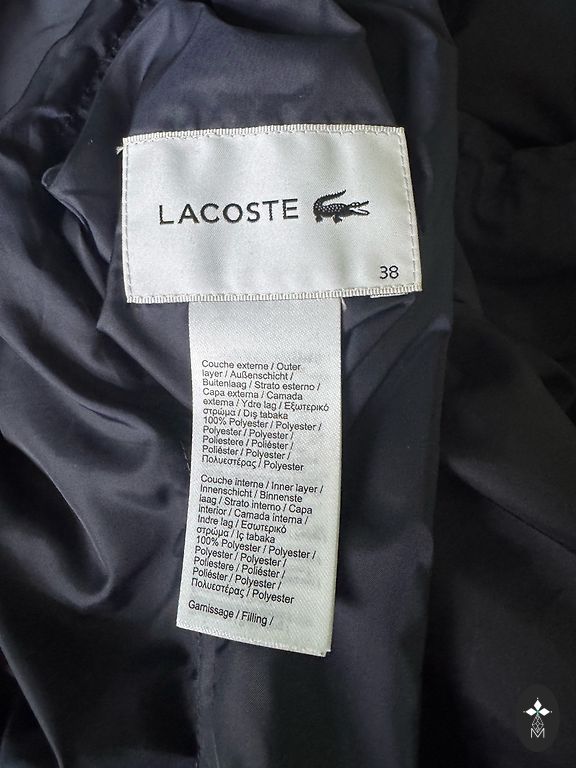 LACOSTE
38
Couche externe / Outer
layer / Außenschicht /
Buitenlaag / Strato esterno /
Capa externa / Camada
externa / Ydre lag / Εξωτερικό
στρώμα / Dış tabaka
100% Polyester / Polyester /
Polyester / Polyester /
Poliestere / Poliéster /
Poliéster / Polyester /
Πολυεστέρας / Polyester
Couche interne / Inner layer /
Innenschicht / Binnenste
laag / Strato interno / Capa
interior / Camada interna /
Indre lag / Εσωτερικό
στρώμα / Iç tabaka
100% Polyester / Polyester /
Polyester / Polyester /
Poliestere / Poliéster /
Poliéster / Polyester /
Πολυεστέρας / Polyester
Garnissage / Filling /